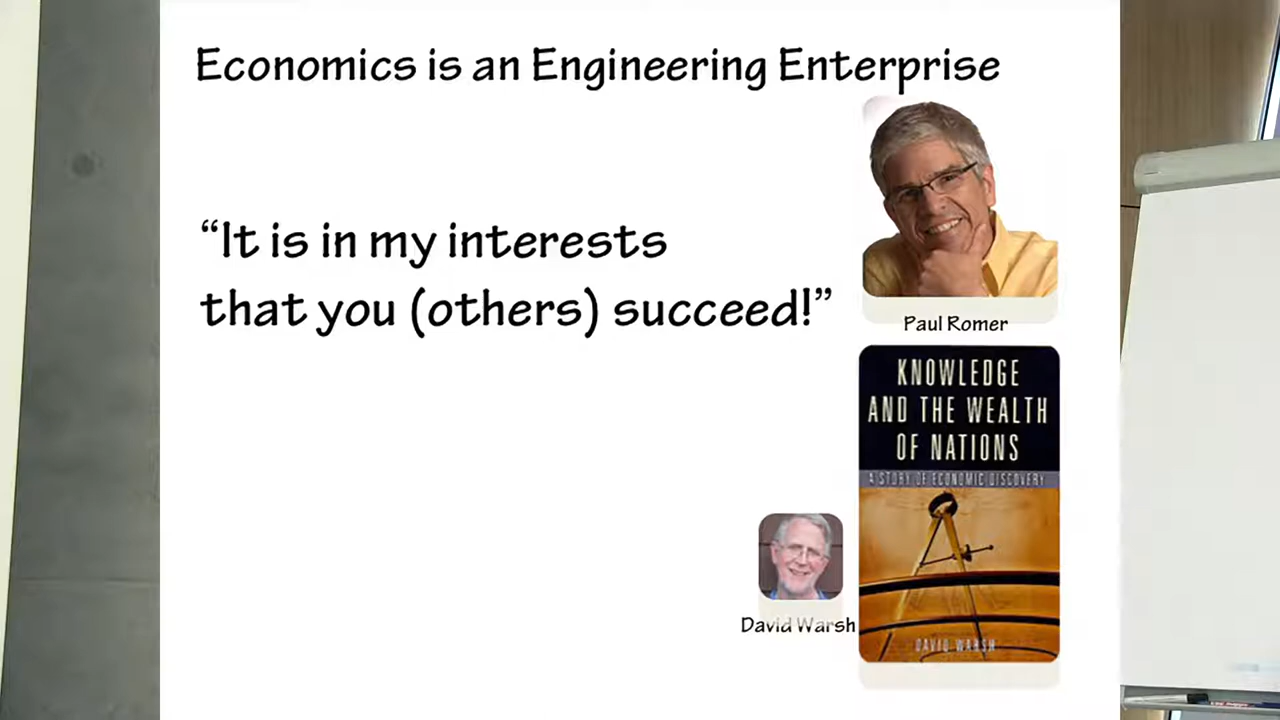 Economics is an Engineering Enterprise
“It is in my interests
that you (others) succeed!”
Paul Romer
KNOWLEDGE
AND THE WEALTH
OF NATIONS
A STORY OF ECONOMIC DISCOVERY
DAVID WARSH
David Warsh